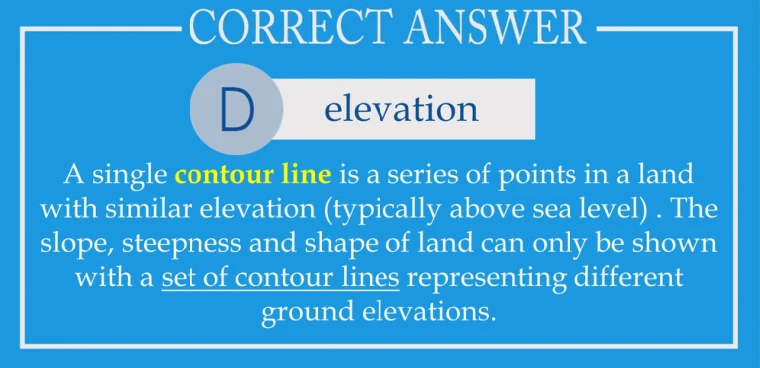 CORRECT ANSWER
D
elevation
A single contour line is a series of points in a land
with similar elevation (typically above sea level) . The
slope, steepness and shape of land can only be shown
with a set of contour lines representing different
ground elevations.